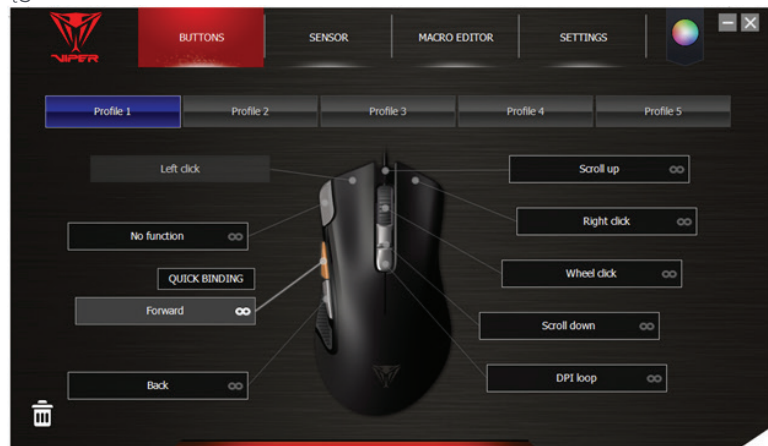 BUTTONS
SENSOR
MACRO EDITOR
SETTINGS
VIPER
Profile 1
Profile 2
Profile 3
Profile 4
Profile 5
Left click
Scroll up
Right click
No function
QUICK BINDING
Wheel click
Forward
Scroll down
DPI loop
Back